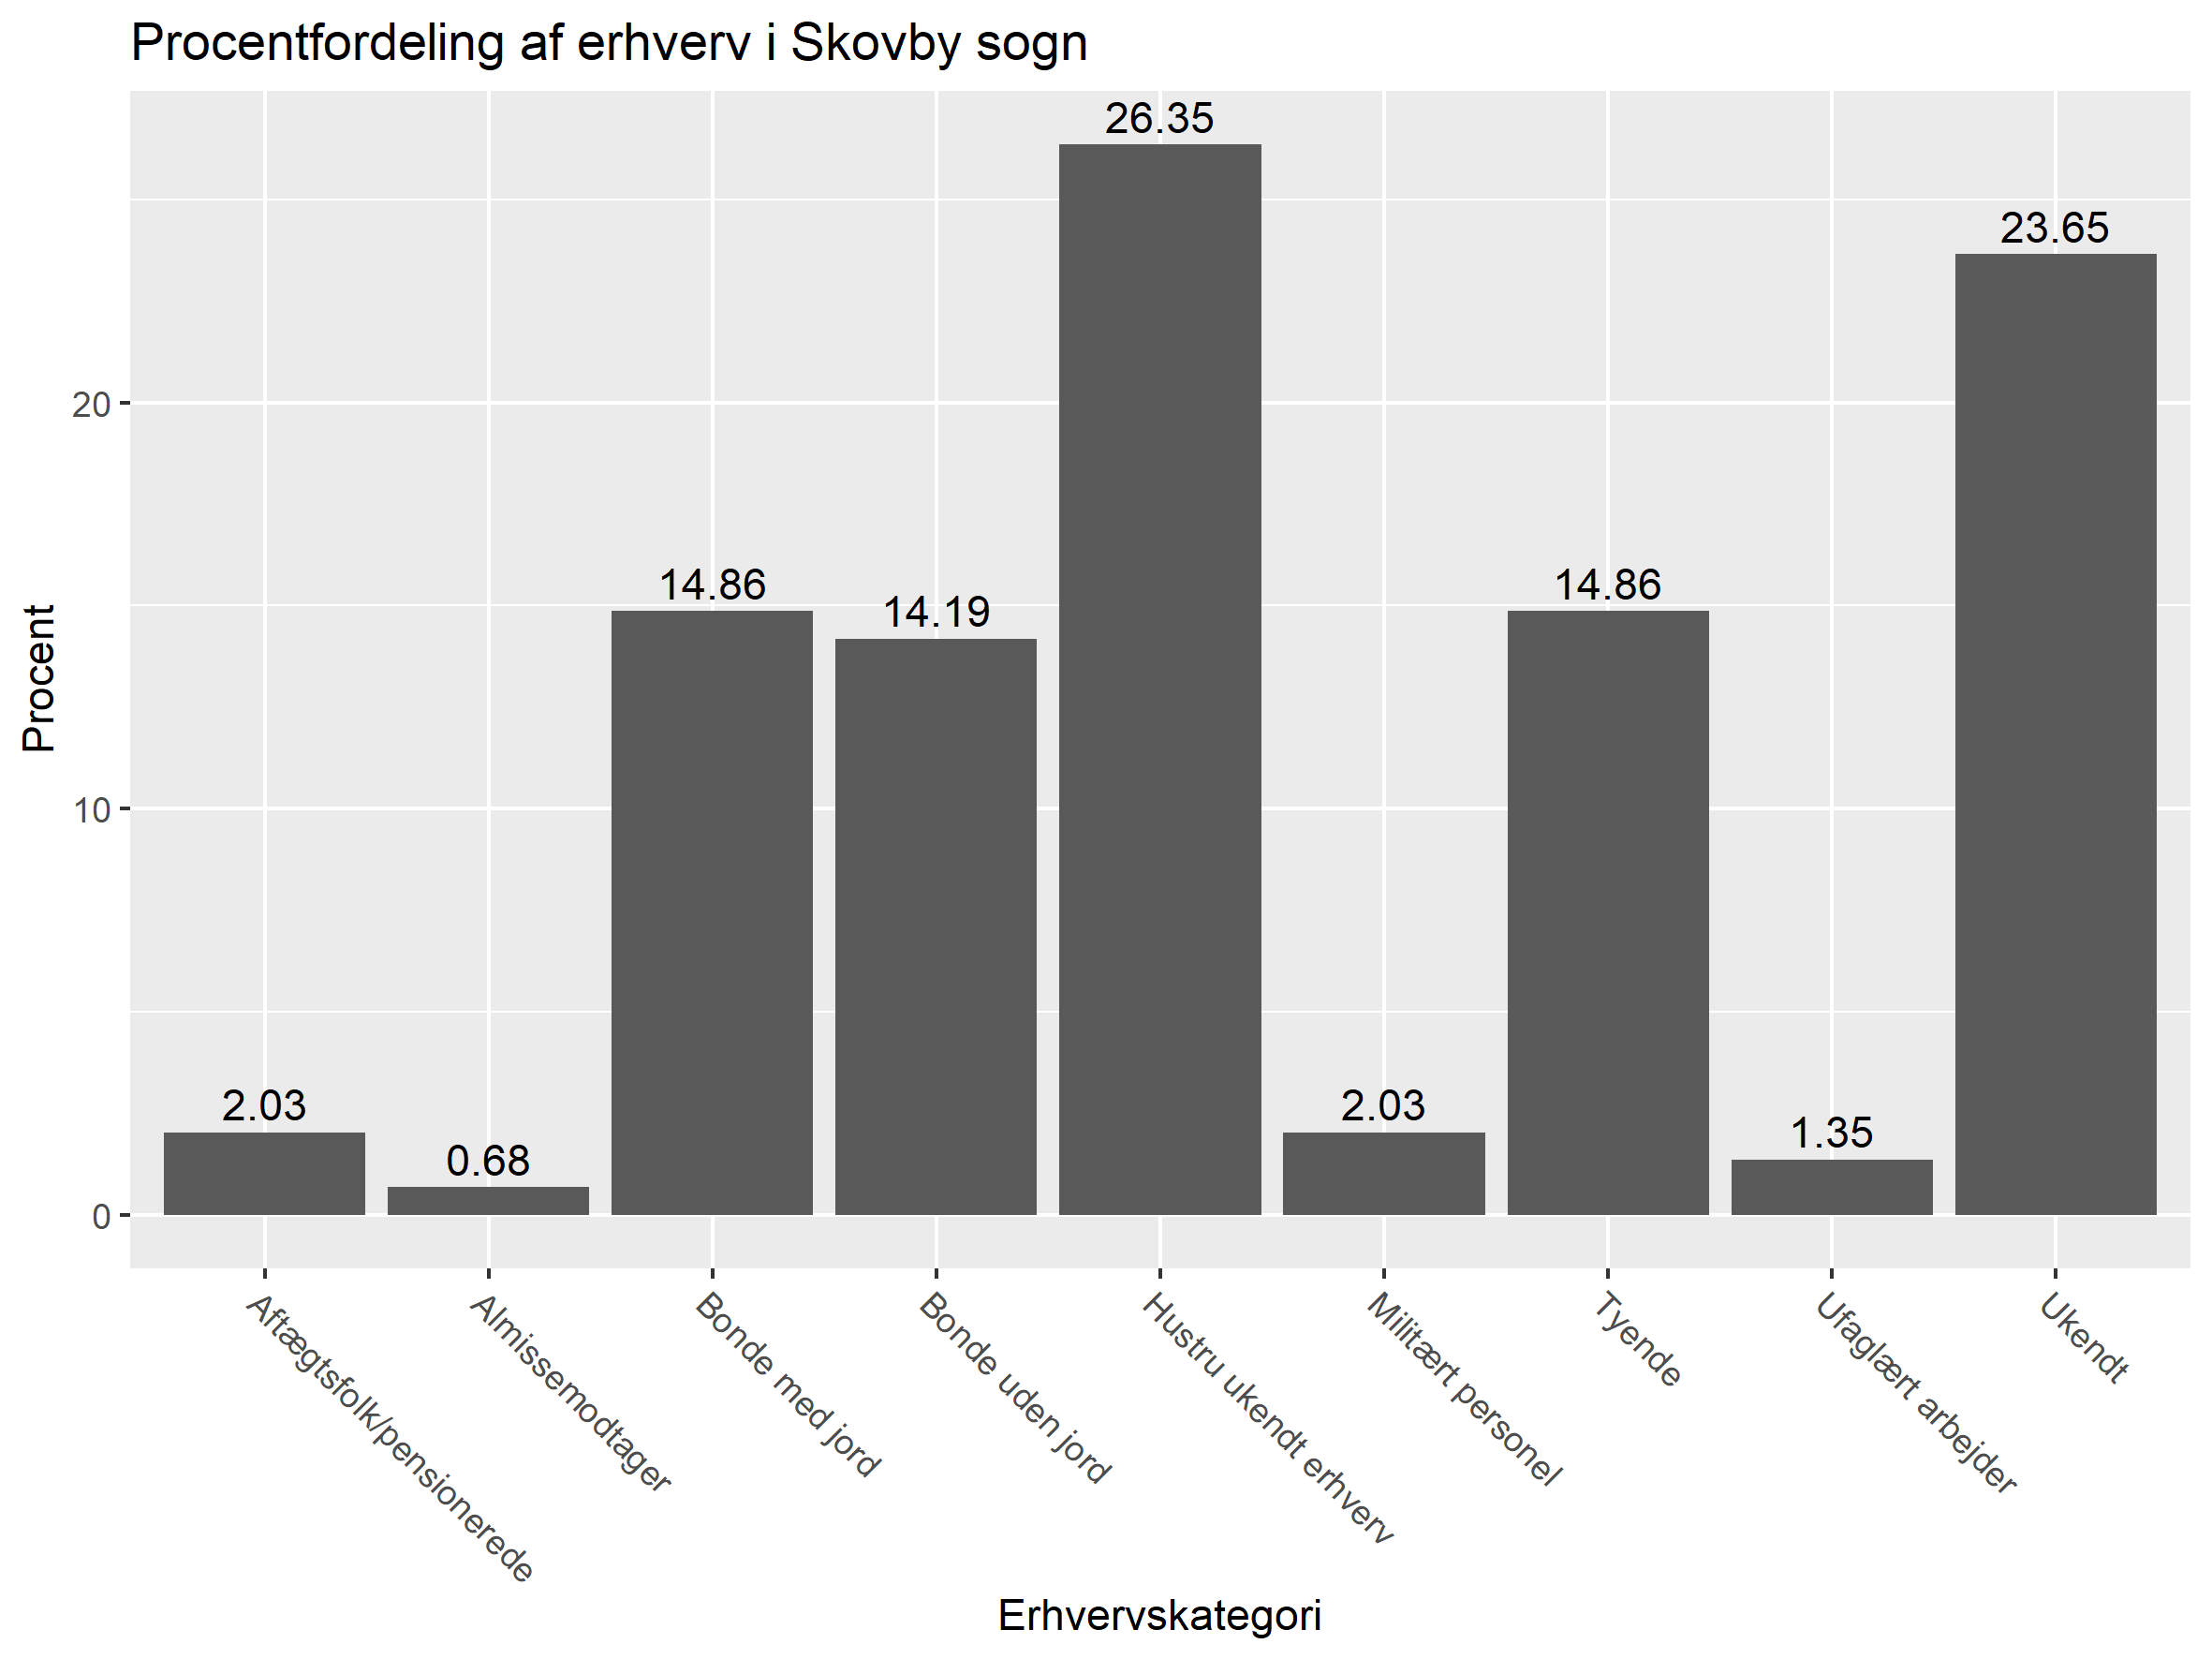 Procentfordeling af erhverv i Skovby sogn
26.35
23.65
20
14.86
14.19
14.86
Procent
10
2.03
0.68
2.03
1.35
0
Aftægtsfolk/pensionerede
Almissemodtager
Bonde med jord
Bonde uden jord
Hustru ukendt erhverv
Militært personel
Tyende
Ufaglært arbejder
Ukendt
Erhvervskategori